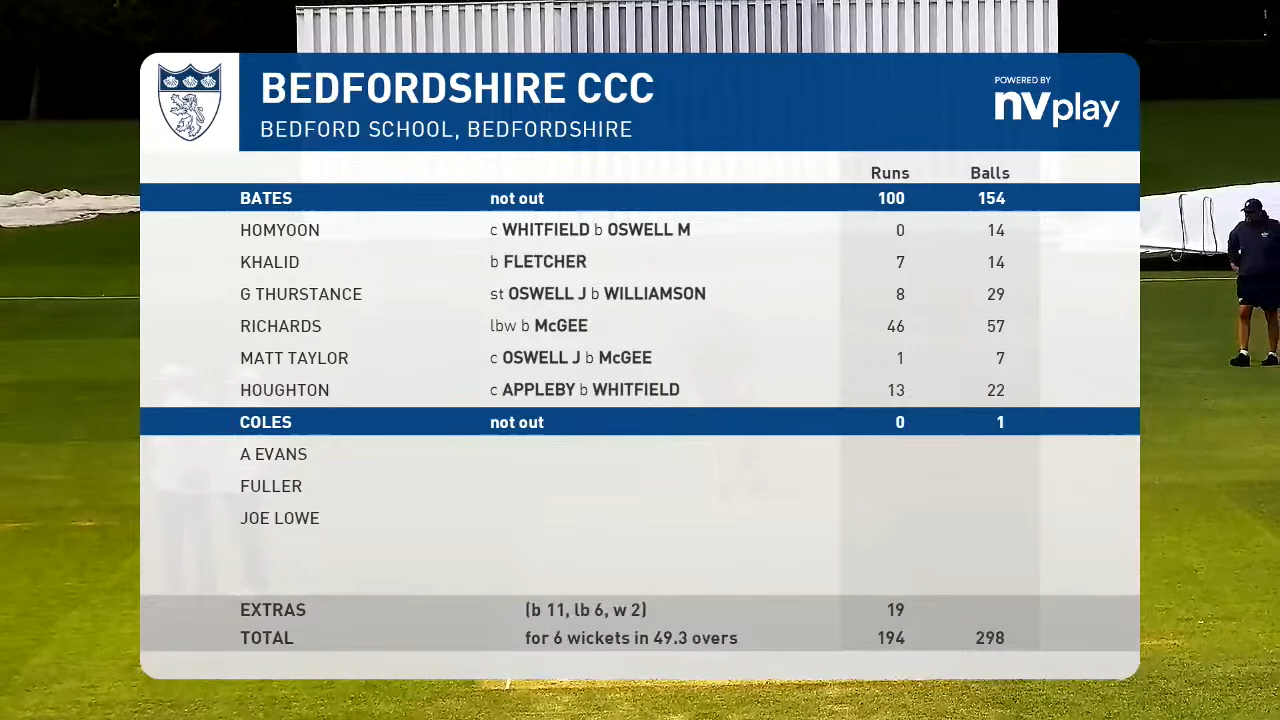 BEDFORDSHIRE CCC
BEDFORD SCHOOL, BEDFORDSHIRE
POWERED BY
nvplay
Runs Balls
BATES not out 100 154
HOMYOON c WHITFIELD b OSWELL M 0 14
KHALID b FLETCHER 7 14
G THURSTANCE st OSWELL J b WILLIAMSON 8 29
RICHARDS lbw b McGEE 46 57
MATT TAYLOR c OSWELL J b McGEE 1 7
HOUGHTON c APPLEBY b WHITFIELD 13 22
COLES not out 0 1
A EVANS
FULLER
JOE LOWE
EXTRAS (b 11, lb 6, w 2) 19
TOTAL for 6 wickets in 49.3 overs 194 298